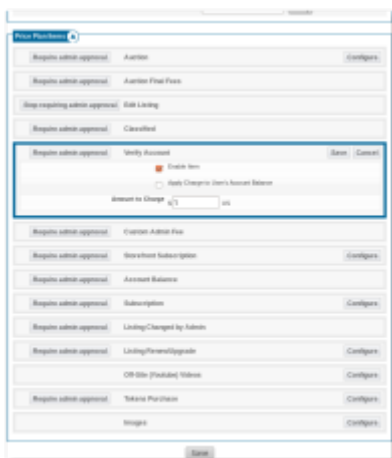 Price Plan Items
Require admin approval Auction Configure
Require admin approval Auction Final Fees
Stop requiring admin approval Edit Listing
Require admin approval Classified
Require admin approval Verify Account Save Cancel
Enable Item
Apply Charge to User's Account Balance
Amount to Charge
Require admin approval Custom Admin Fee
Require admin approval Storefront Subscription Configure
Require admin approval Account Balance Configure
Require admin approval Subscription Configure
Require admin approval Listing Changed by Admin
Require admin approval Listing Renew/Upgrade Configure
Off-Site (Youtube) Videos Configure
Require admin approval Tokens Purchase Configure
Images Configure
Save